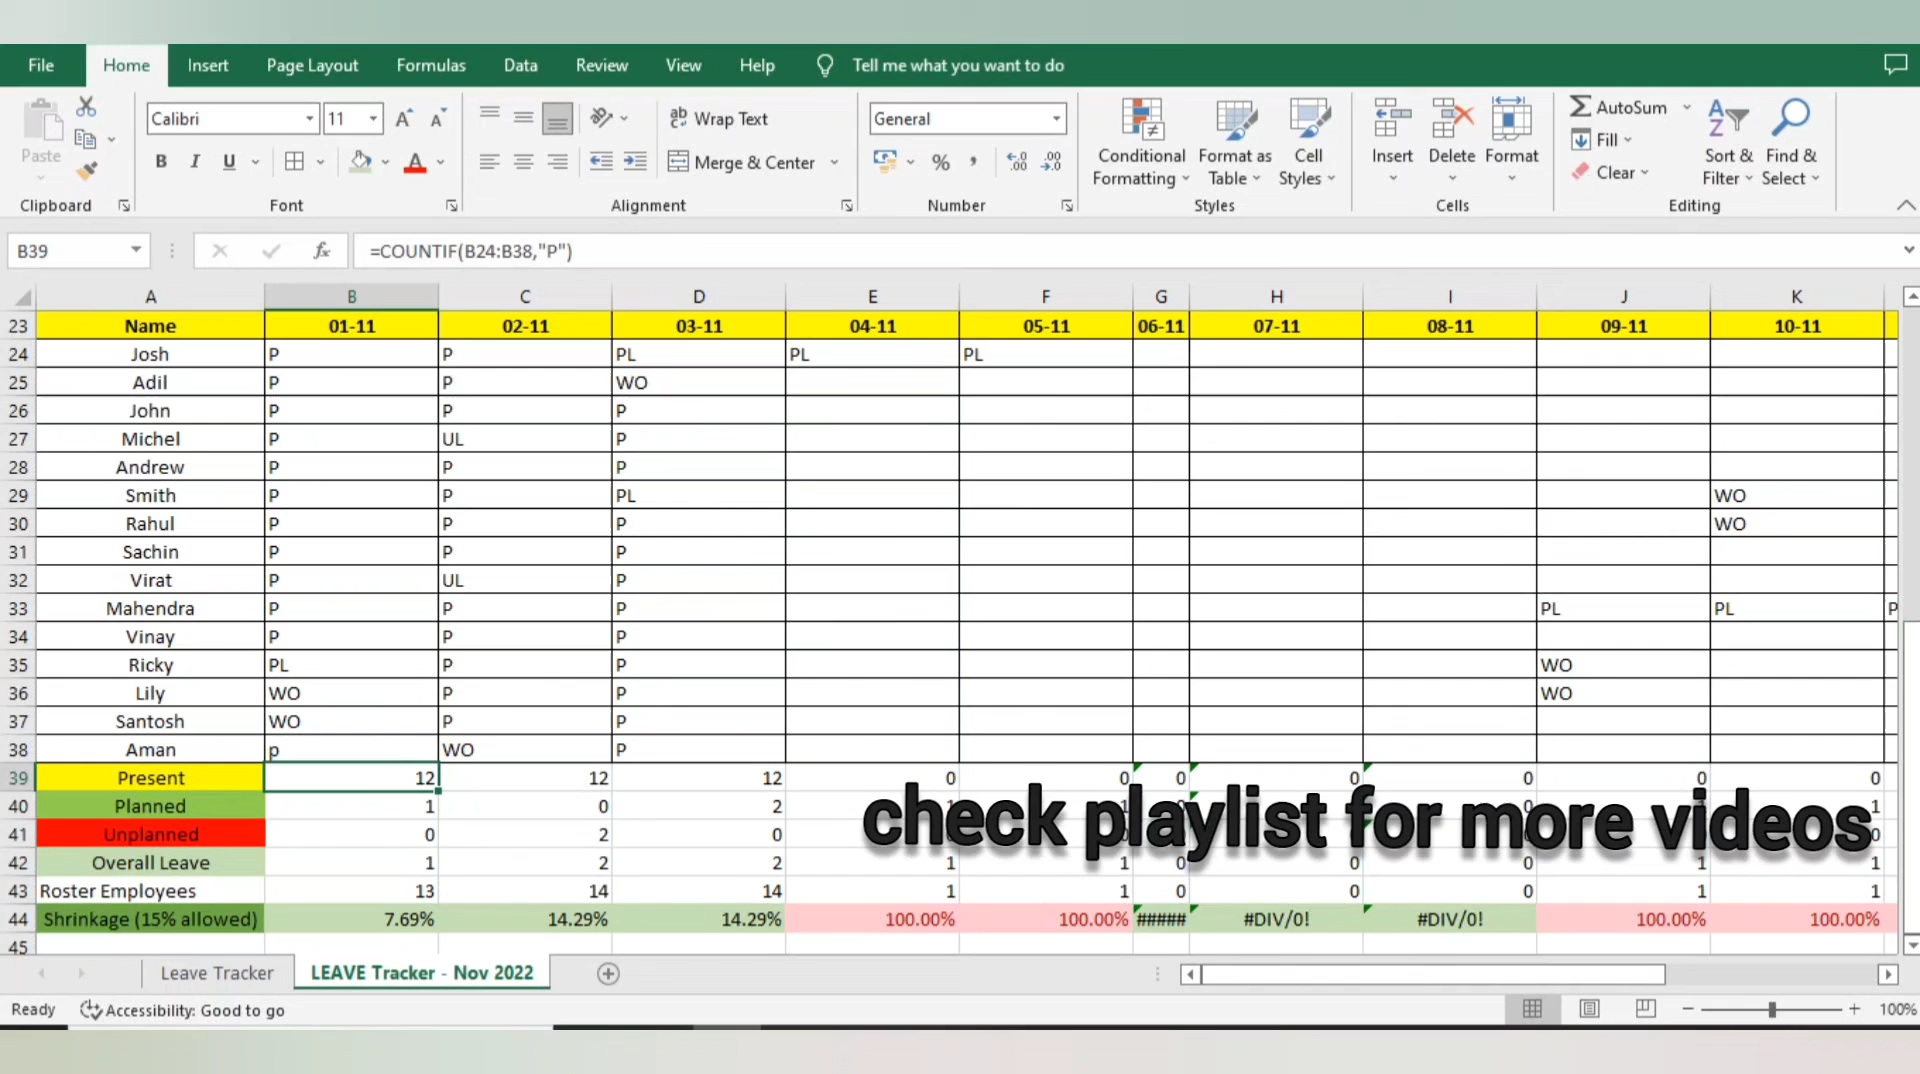 File Home Insert Page Layout Formulas Data Review View Help Tell me what you want to do
Calibri 11 Wrap Text General AutoSum
Paste B I U A Merge & Center % , Conditional Formatting Format as Table Cell Styles Insert Delete Format Fill Clear Sort & Filter Find & Select
Clipboard Font Alignment Number Styles Cells Editing
B39 fx =COUNTIF(B24:B38,"P")
A B C D E F G H I J K
23 Name 01-11 02-11 03-11 04-11 05-11 06-11 07-11 08-11 09-11 10-11
24 Josh P P PL PL PL
25 Adil P P WO
26 John P P P
27 Michel P UL P
28 Andrew P P P
29 Smith P P PL WO
30 Rahul P P P WO
31 Sachin P P P
32 Virat P UL P
33 Mahendra P P P PL PL P
34 Vinay P P P
35 Ricky PL P P WO
36 Lily WO P P WO
37 Santosh WO P P
38 Aman p WO P
39 Present 12 12 12 0 0 0 0 0 0 0
40 Planned 1 0 2 1
41 Unplanned 0 2 0 0
check playlist for more videos
42 Overall Leave 1 2 2 1 1 0 0 0 1 1
43 Roster Employees 13 14 14 1 1 0 0 0 1 1
44 Shrinkage (15% allowed) 7.69% 14.29% 14.29% 100.00% 100.00% ##### #DIV/0! #DIV/0! 100.00% 100.00%
45
Leave Tracker LEAVE Tracker - Nov 2022
Ready Accessibility: Good to go 100%